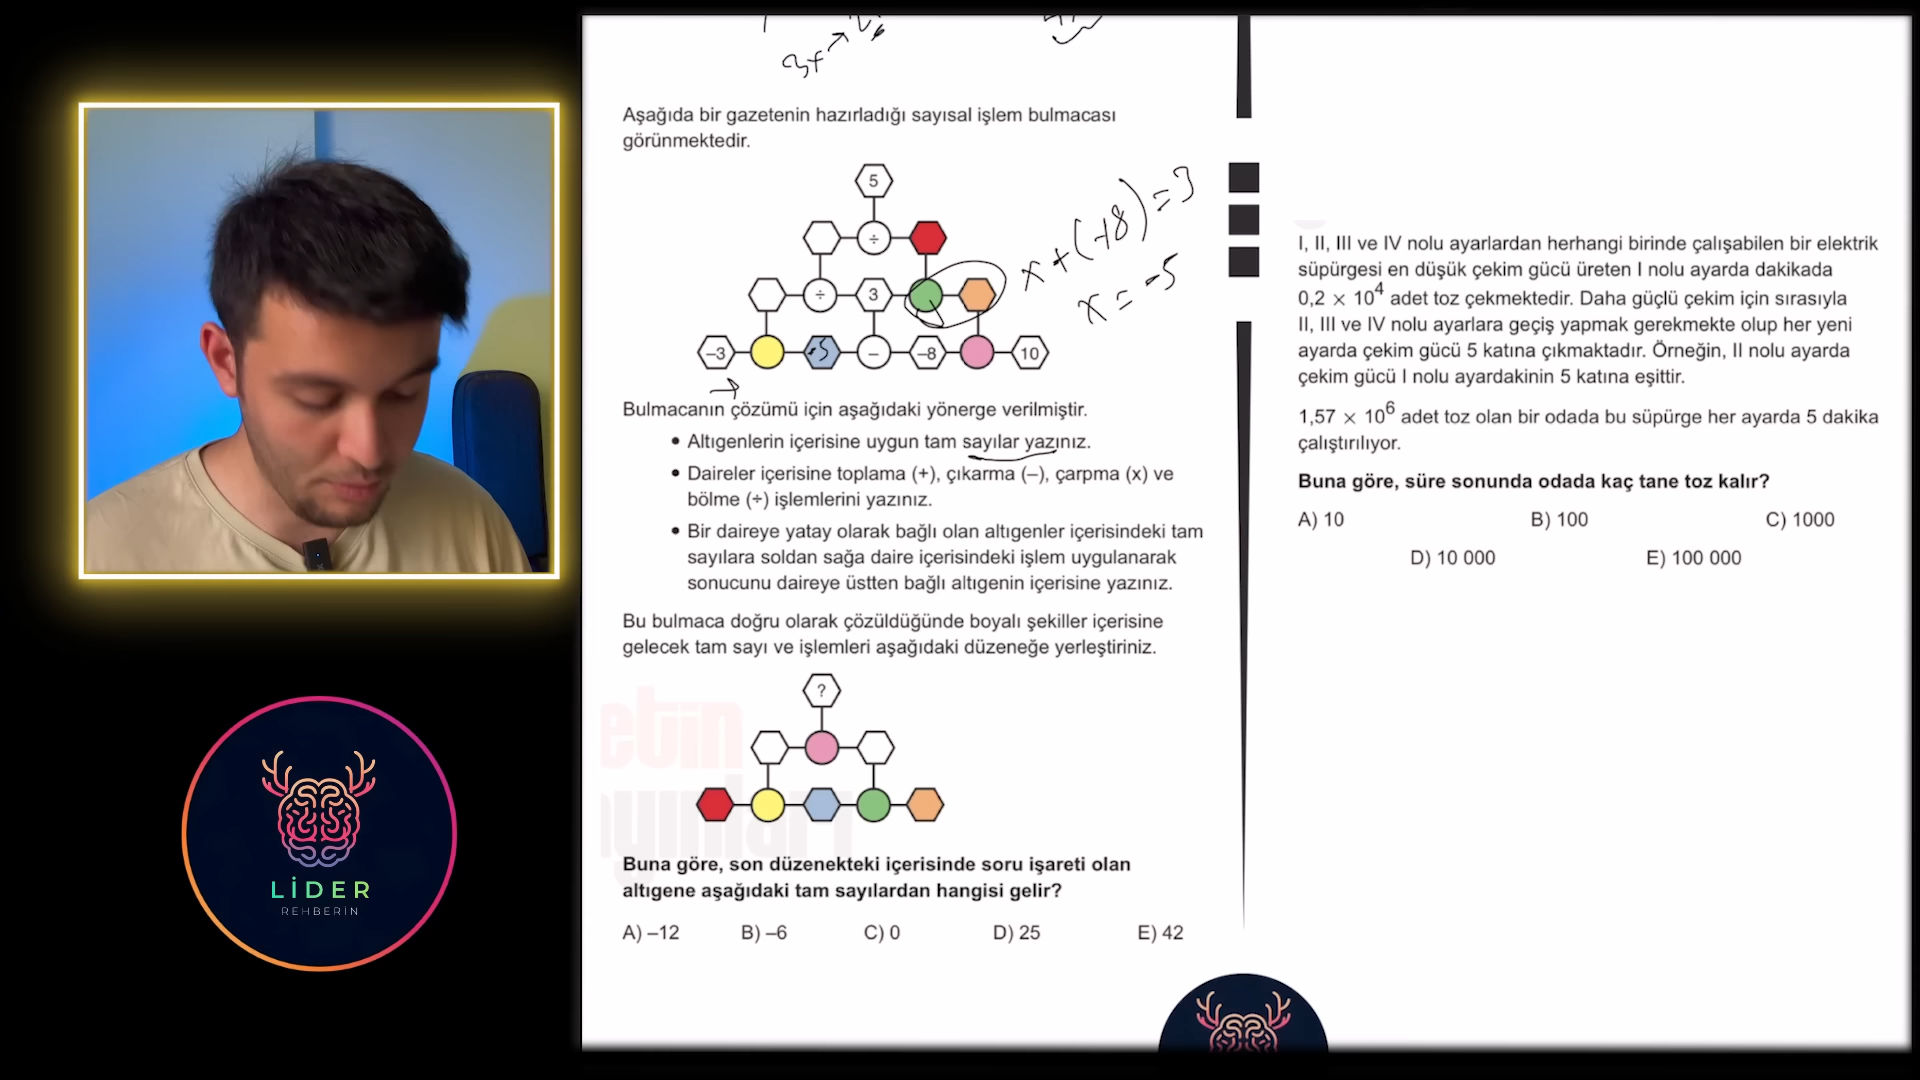 3x
Aşağıda bir gazetenin hazırladığı sayısal işlem bulmacası
görünmektedir.
5
÷
÷ 3
–3 -5 – –8 10
x + (+8) = 3
x = -5
Bulmacanın çözümü için aşağıdaki yönerge verilmiştir.
• Altıgenlerin içerisine uygun tam sayılar yazınız.
• Daireler içerisine toplama (+), çıkarma (–), çarpma (x) ve
bölme (÷) işlemlerini yazınız.
• Bir daireye yatay olarak bağlı olan altıgenler içerisindeki tam
sayılara soldan sağa daire içerisindeki işlem uygulanarak
sonucunu daireye üstten bağlı altıgenin içerisine yazınız.
Bu bulmaca doğru olarak çözüldüğünde boyalı şekiller içerisine
gelecek tam sayı ve işlemleri aşağıdaki düzeneğe yerleştiriniz.
?
etiin
ayınları
Buna göre, son düzenekteki içerisinde soru işareti olan
altıgene aşağıdaki tam sayılardan hangisi gelir?
A) –12 B) –6 C) 0 D) 25 E) 42
I, II, III ve IV nolu ayarlardan herhangi birinde çalışabilen bir elektrik
süpürgesi en düşük çekim gücü üreten I nolu ayarda dakikada
0,2 × 10⁴ adet toz çekmektedir. Daha güçlü çekim için sırasıyla
II, III ve IV nolu ayarlara geçiş yapmak gerekmekte olup her yeni
ayarda çekim gücü 5 katına çıkmaktadır. Örneğin, II nolu ayarda
çekim gücü I nolu ayardakinin 5 katına eşittir.
1,57 × 10⁶ adet toz olan bir odada bu süpürge her ayarda 5 dakika
çalıştırılıyor.
Buna göre, süre sonunda odada kaç tane toz kalır?
A) 10 B) 100 C) 1000
D) 10 000 E) 100 000
LİDER
REHBERİN